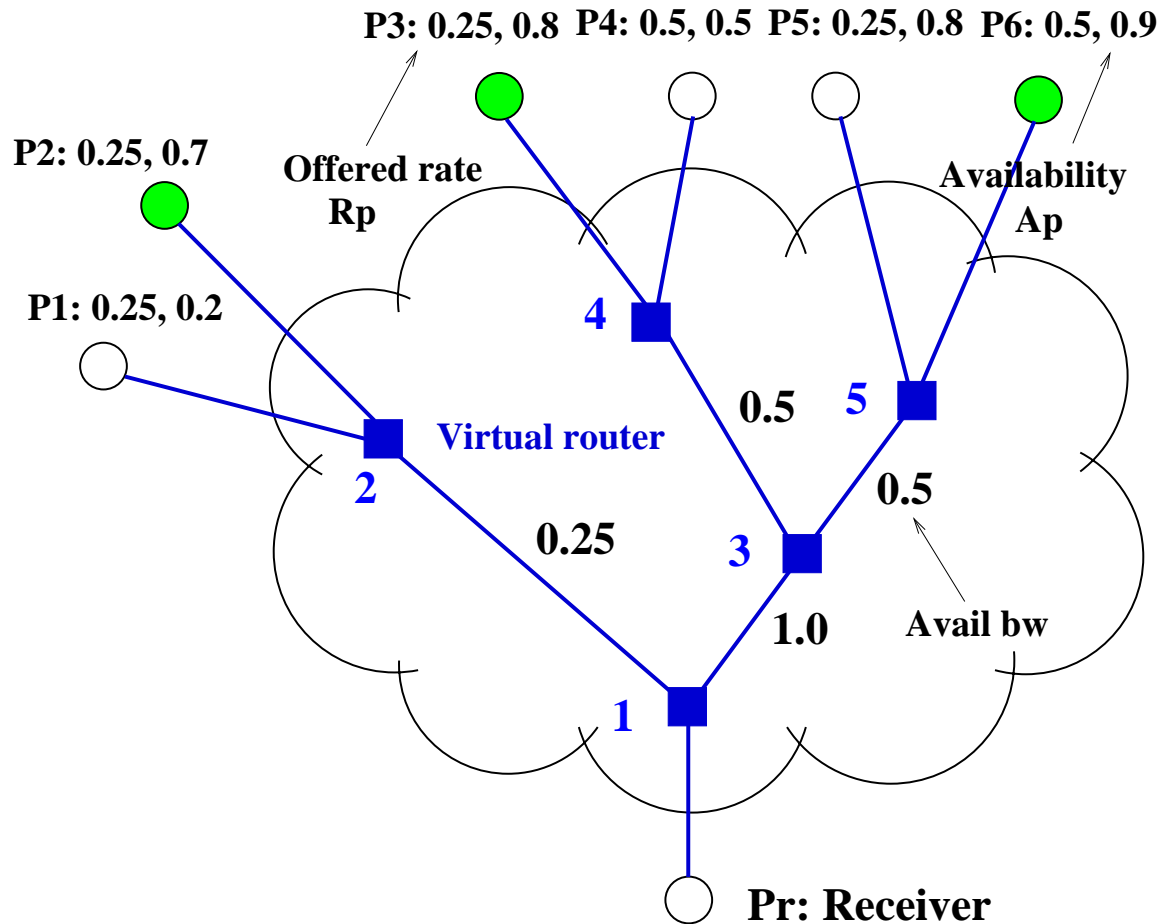 P3: 0.25, 0.8 P4: 0.5, 0.5 P5: 0.25, 0.8 P6: 0.5, 0.9
P2: 0.25, 0.7
Offered rate
Rp
Availability
Ap
P1: 0.25, 0.2
4
5
0.5
Virtual router
2
0.5
0.25
3
1.0
Avail bw
1
Pr: Receiver